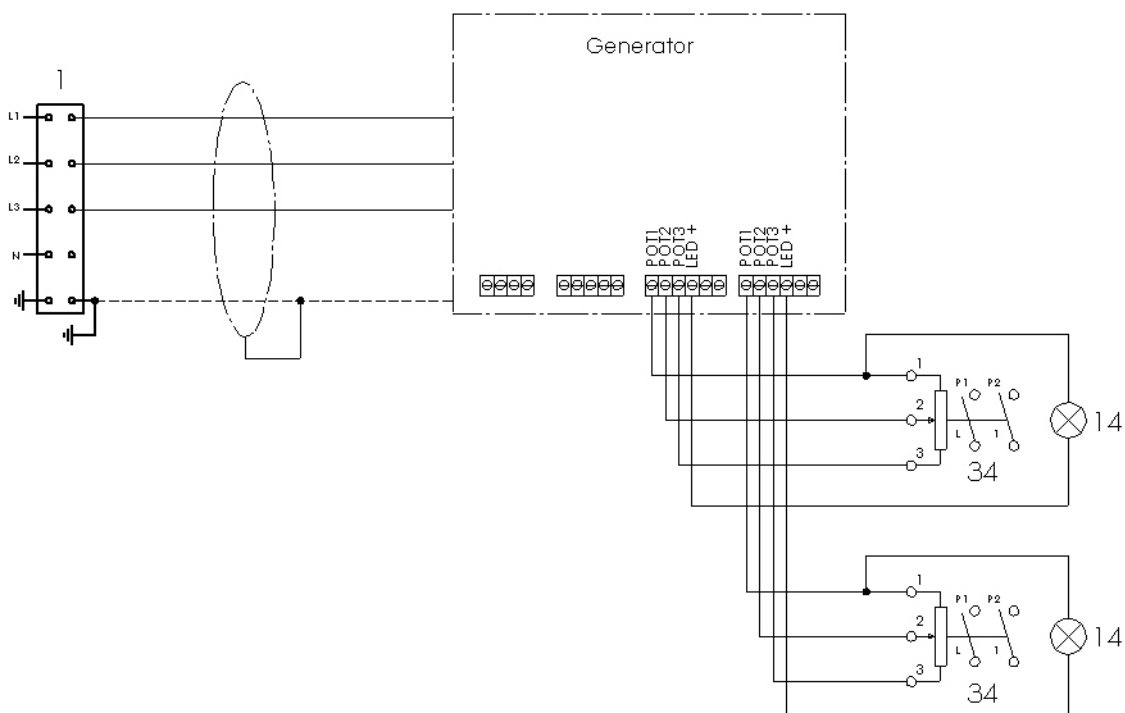 Generator
1
L1
L2
L3
N
POT1
POT2
POT3
LED +
POT1
POT2
POT3
LED +
1
2
3
P1
P2
L
1
34
14
1
2
3
P1
P2
L
1
34
14